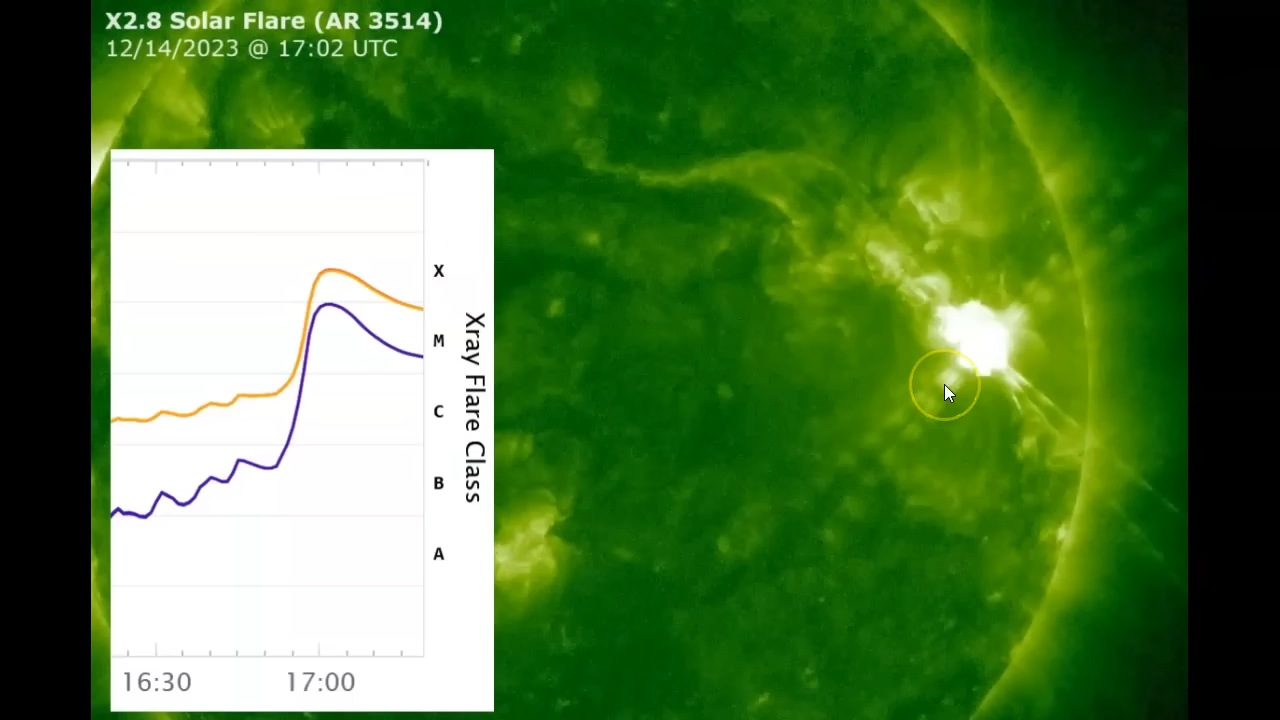 X2.8 Solar Flare (AR 3514)
12/14/2023 @ 17:02 UTC
X
M
C
B
A
Xray Flare Class
16:30 17:00